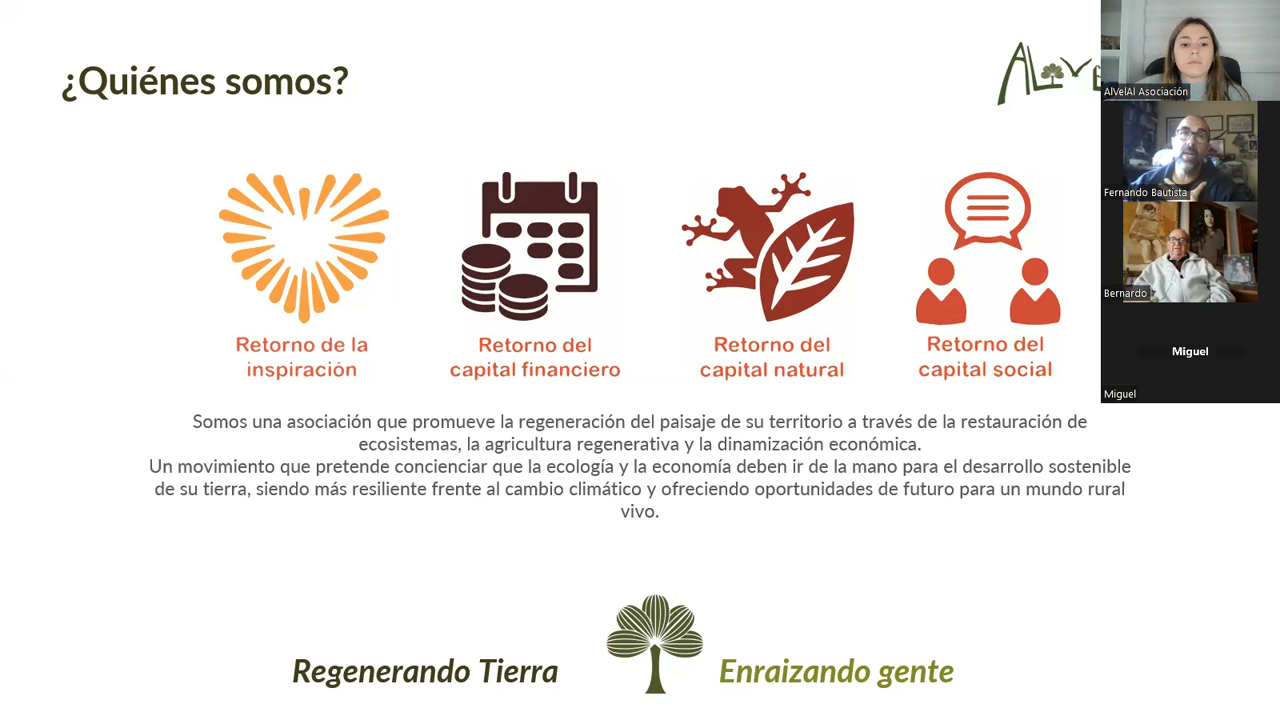 ¿Quiénes somos?
ALVE
AlVelAl Asociación
Fernando Bautista
Bernardo
Miguel
Miguel
Retorno de la
inspiración
Retorno del
capital financiero
Retorno del
capital natural
Retorno del
capital social
Somos una asociación que promueve la regeneración del paisaje de su territorio a través de la restauración de
ecosistemas, la agricultura regenerativa y la dinamización económica.
Un movimiento que pretende concienciar que la ecología y la economía deben ir de la mano para el desarrollo sostenible
de su tierra, siendo más resiliente frente al cambio climático y ofreciendo oportunidades de futuro para un mundo rural
vivo.
Regenerando Tierra
Enraizando gente